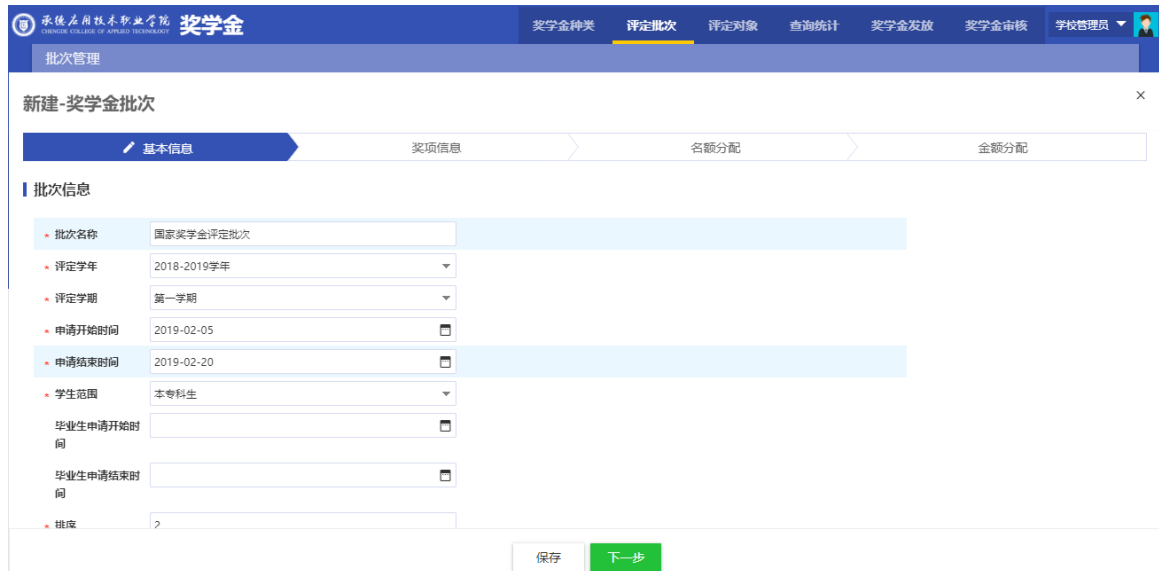 承德应用技术职业学院
CHENGDE COLLEGE OF APPLIED TECHNOLOGY
奖学金
奖学金种类
评定批次
评定对象
查询统计
奖学金发放
奖学金审核
学校管理员
批次管理
新建-奖学金批次
×
基本信息
奖项信息
名额分配
金额分配
批次信息
* 批次名称 国家奖学金评定批次
* 评定学年 2018-2019学年
* 评定学期 第一学期
* 申请开始时间 2019-02-05
* 申请结束时间 2019-02-20
* 学生范围 本专科生
毕业生申请开始时
间
毕业生申请结束时
间
* 排序 2
保存
下一步